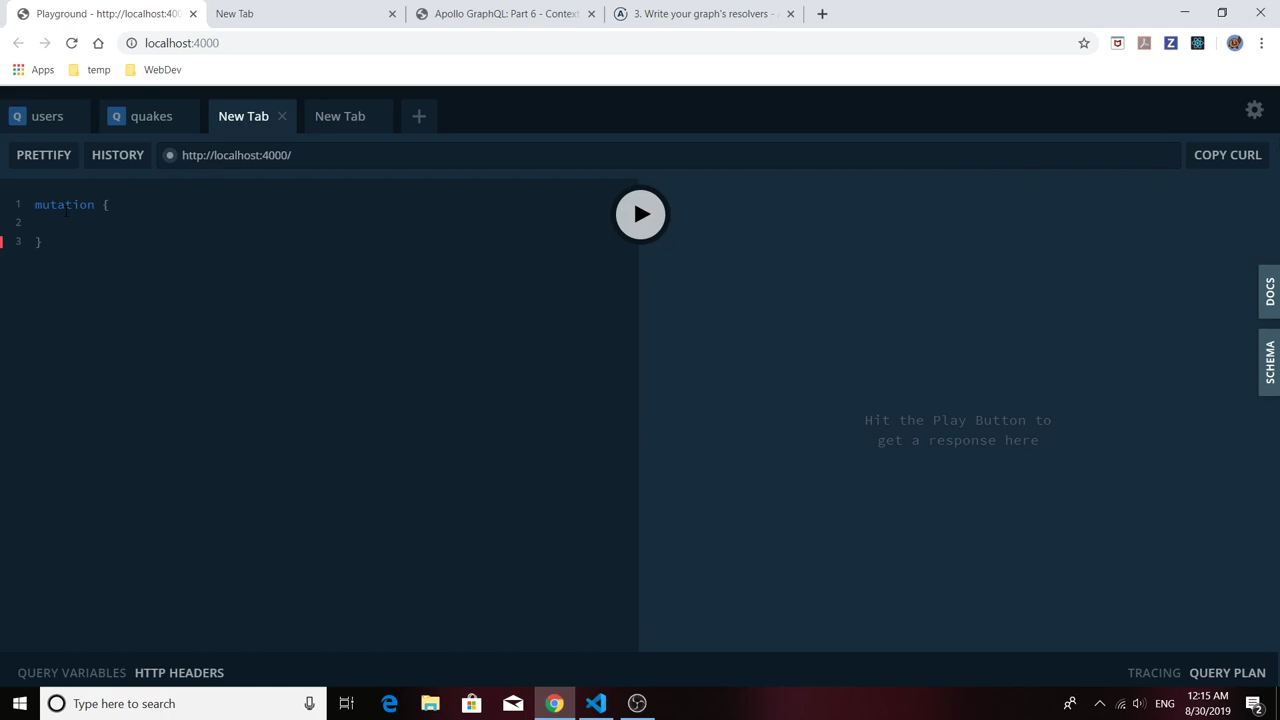 Playground - http://localhost:400
New Tab
Apollo GraphQL: Part 6 - Context
3. Write your graph's resolvers -
localhost:4000
Apps
temp
WebDev
Q users
Q quakes
New Tab
New Tab
PRETTIFY
HISTORY
http://localhost:4000/
COPY CURL
1 mutation {
2
3 }
Hit the Play Button to
get a response here
DOCS
SCHEMA
QUERY VARIABLES
HTTP HEADERS
TRACING
QUERY PLAN
Type here to search
ENG
12:15 AM
8/30/2019
2